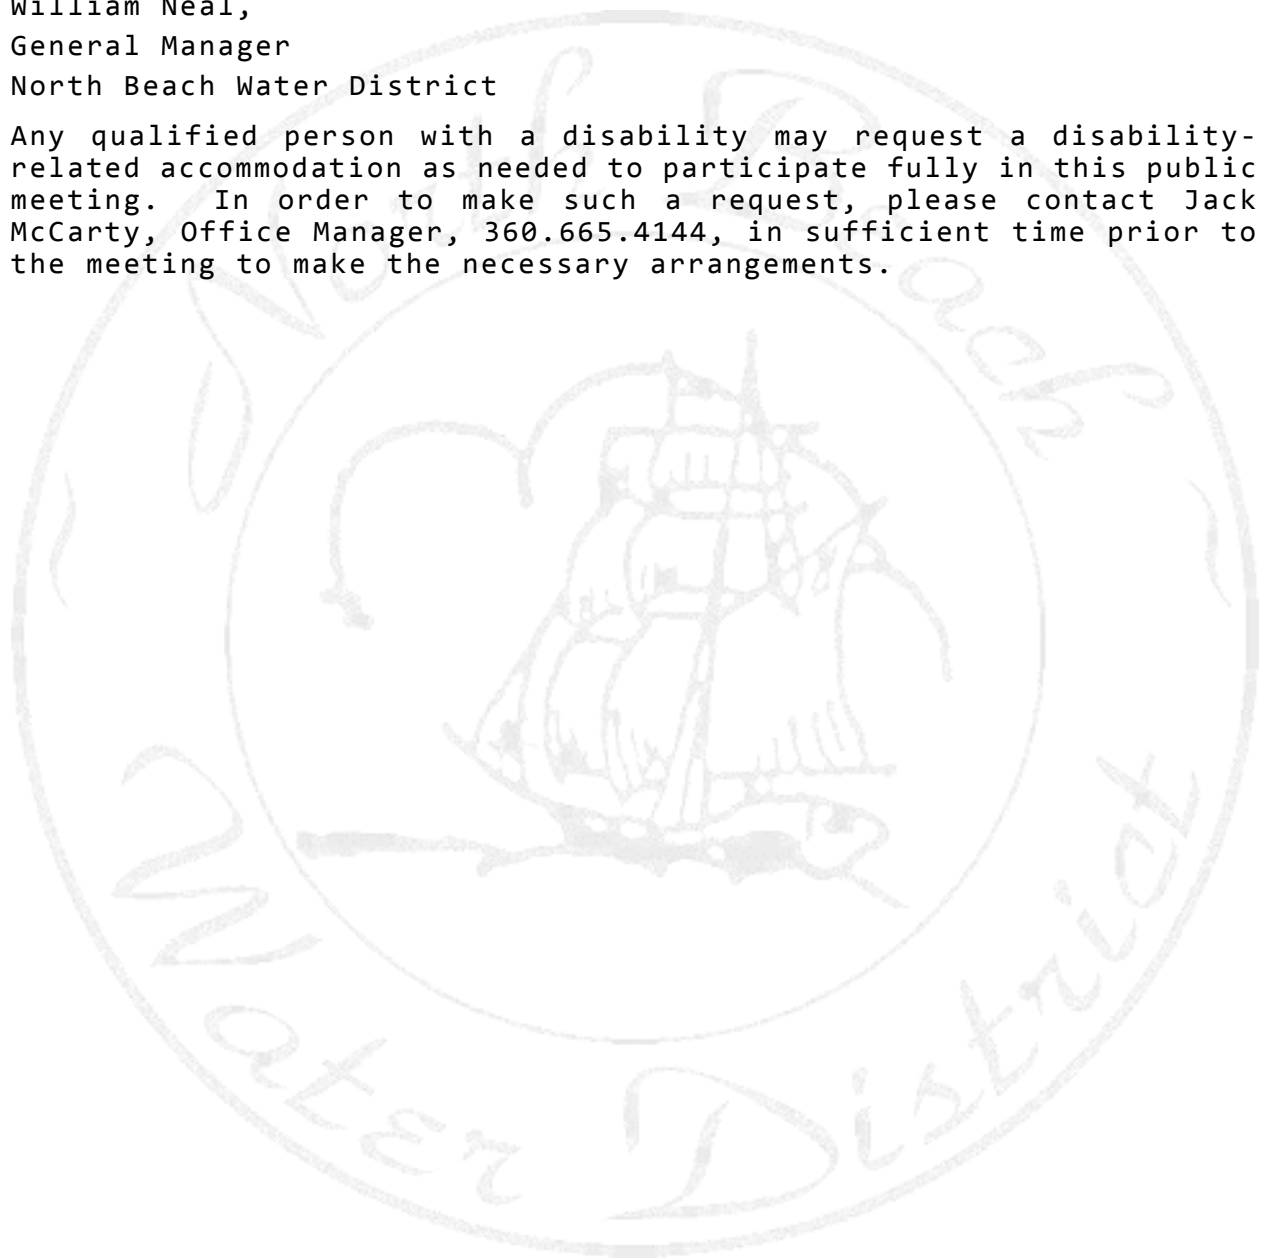 William Neal,
General Manager
North Beach Water District
Any qualified person with a disability may request a disability-
related accommodation as needed to participate fully in this public
meeting. In order to make such a request, please contact Jack
McCarty, Office Manager, 360.665.4144, in sufficient time prior to
the meeting to make the necessary arrangements.
North Beach
Water District